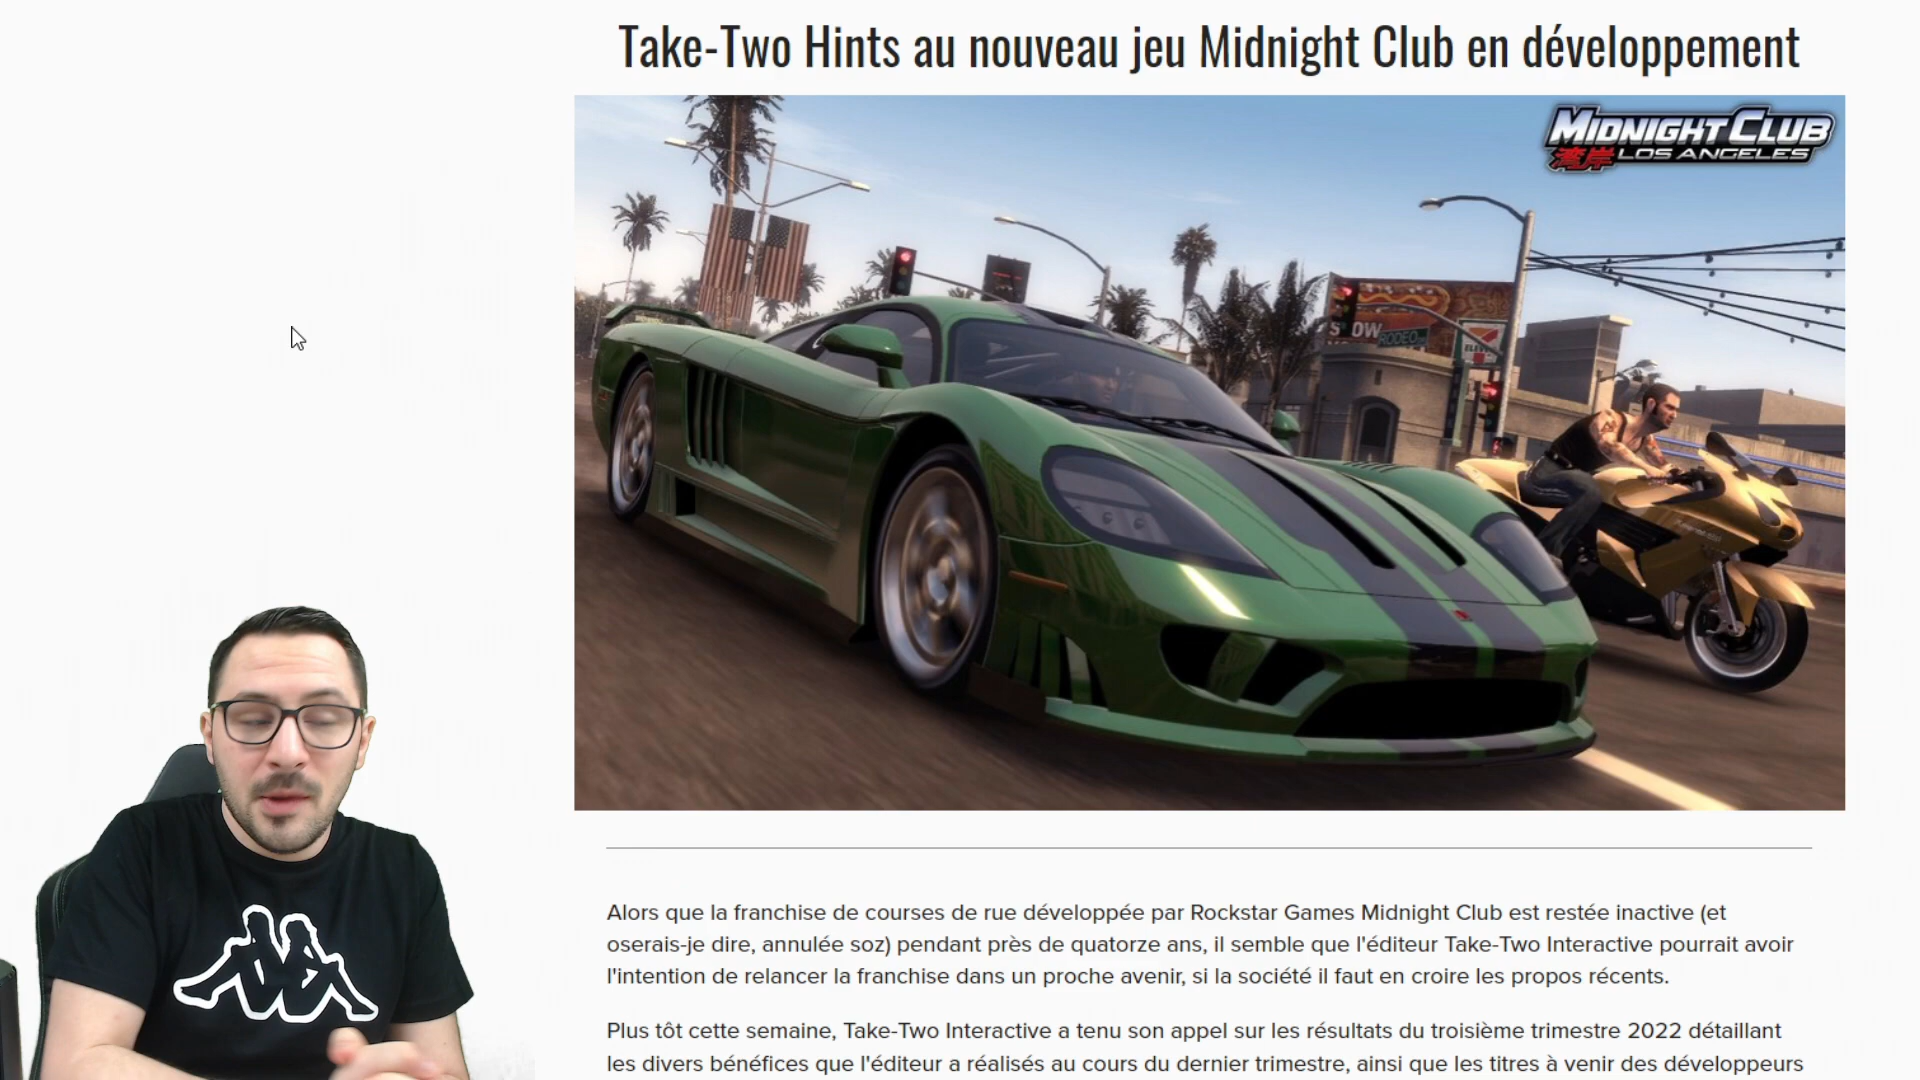 Take-Two Hints au nouveau jeu Midnight Club en développement
MIDNIGHT CLUB
湾岸 LOS ANGELES
RODEO
Alors que la franchise de courses de rue développée par Rockstar Games Midnight Club est restée inactive (et
oserais-je dire, annulée soz) pendant près de quatorze ans, il semble que l'éditeur Take-Two Interactive pourrait avoir
l'intention de relancer la franchise dans un proche avenir, si la société il faut en croire les propos récents.
Plus tôt cette semaine, Take-Two Interactive a tenu son appel sur les résultats du troisième trimestre 2022 détaillant
les divers bénéfices que l'éditeur a réalisés au cours du dernier trimestre, ainsi que les titres à venir des développeurs